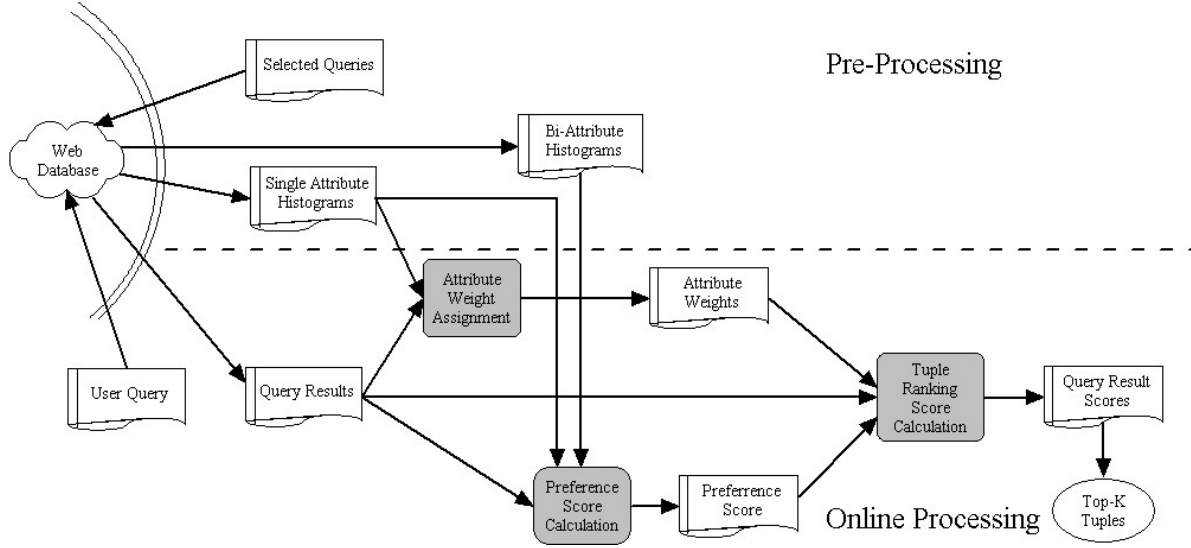 Selected Queries
Pre-Processing
Web
Database
Bi-Attribute
Histograms
Single Attribute
Histograms
Attribute
Weight
Assignment
Attribute
Weights
User Query
Query Results
Tuple
Ranking
Score
Calculation
Query Result
Scores
Preference
Score
Calculation
Preferrence
Score
Online Processing
Top-K
Tuples